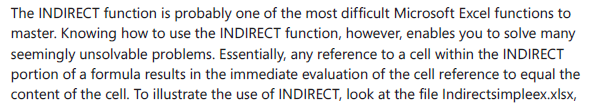 The INDIRECT function is probably one of the most difficult Microsoft Excel functions to
master. Knowing how to use the INDIRECT function, however, enables you to solve many
seemingly unsolvable problems. Essentially, any reference to a cell within the INDIRECT
portion of a formula results in the immediate evaluation of the cell reference to equal the
content of the cell. To illustrate the use of INDIRECT, look at the file Indirectsimpleex.xlsx,